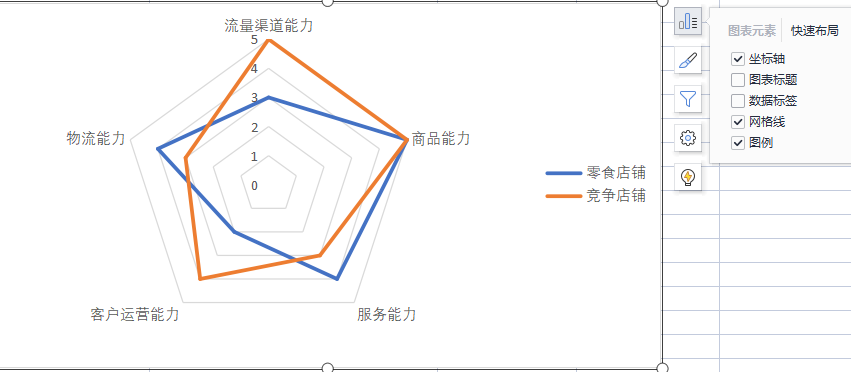 流量渠道能力
5
4
3
2
1
0
物流能力
商品能力
客户运营能力
服务能力
零食店铺
竞争店铺
图表元素 快速布局
坐标轴
图表标题
数据标签
网格线
图例